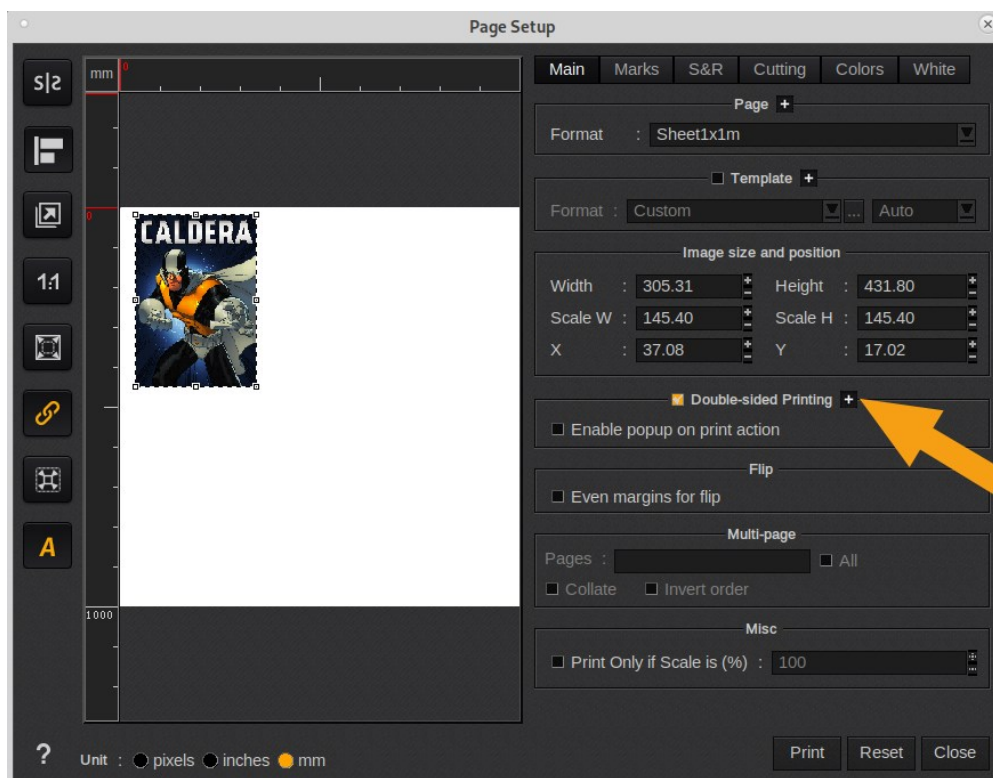 Page Setup
S|S
mm 0
Main Marks S&R Cutting Colors White
Page +
Format : Sheet1x1m
Template +
Format : Custom ... Auto
0
CALDERA
Image size and position
Width : 305.31 Height : 431.80
1:1
Scale W : 145.40 Scale H : 145.40
X : 37.08 Y : 17.02
Double-sided Printing +
Enable popup on print action
Flip
Even margins for flip
Multi-page
A
Pages : All
Collate Invert order
1000
Misc
Print Only if Scale is (%) : 100
? Unit : pixels inches mm
Print Reset Close